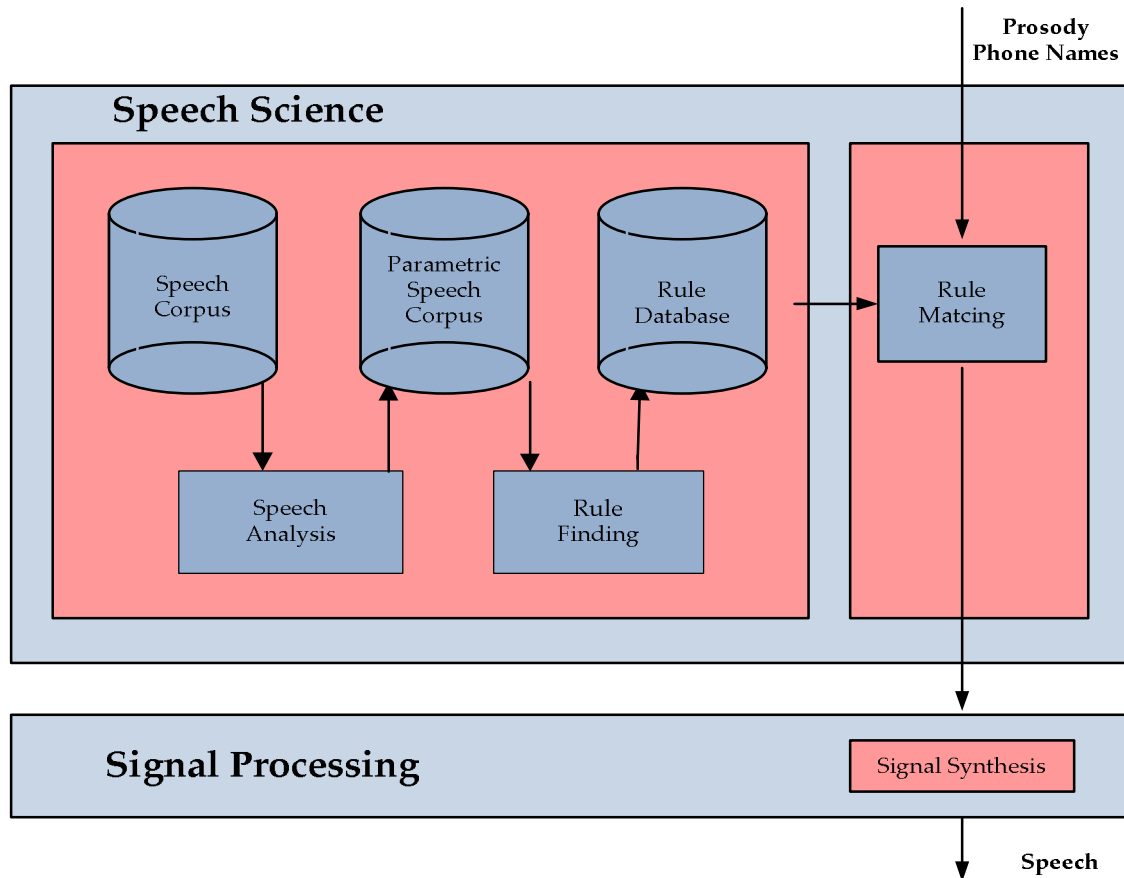 Prosody
Phone Names
Speech Science
Speech
Corpus
Parametric
Speech
Corpus
Rule
Database
Rule
Matcing
Speech
Analysis
Rule
Finding
Signal Processing
Signal Synthesis
Speech